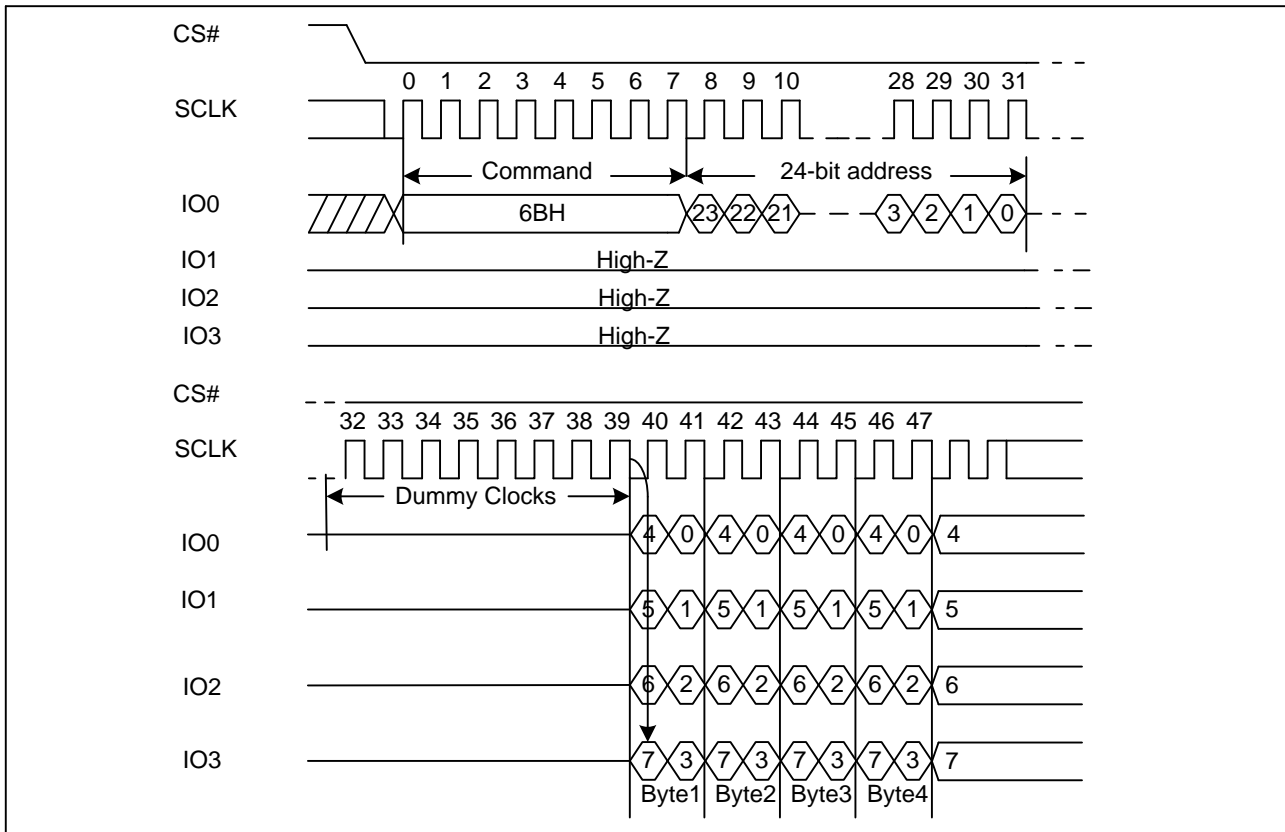 CS#
0 1 2 3 4 5 6 7 8 9 10 28 29 30 31
SCLK
Command 24-bit address
IO0 6BH 23 22 21 3 2 1 0
IO1 High-Z
IO2 High-Z
IO3 High-Z
CS#
32 33 34 35 36 37 38 39 40 41 42 43 44 45 46 47
SCLK
Dummy Clocks
IO0 4 0 4 0 4 0 4 0 4
IO1 5 1 5 1 5 1 5 1 5
IO2 6 2 6 2 6 2 6 2 6
IO3 7 3 7 3 7 3 7 3 7
Byte1 Byte2 Byte3 Byte4